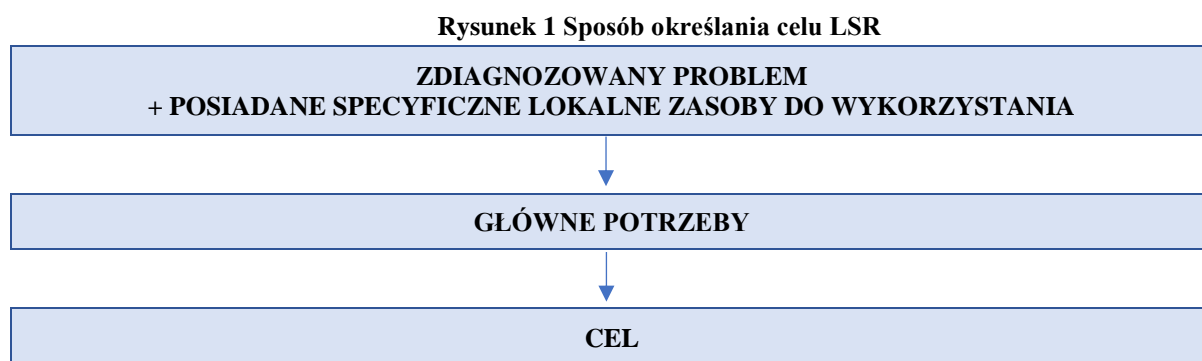 Rysunek 1 Sposób określania celu LSR
ZDIAGNOZOWANY PROBLEM
+ POSIADANE SPECYFICZNE LOKALNE ZASOBY DO WYKORZYSTANIA
GŁÓWNE POTRZEBY
CEL